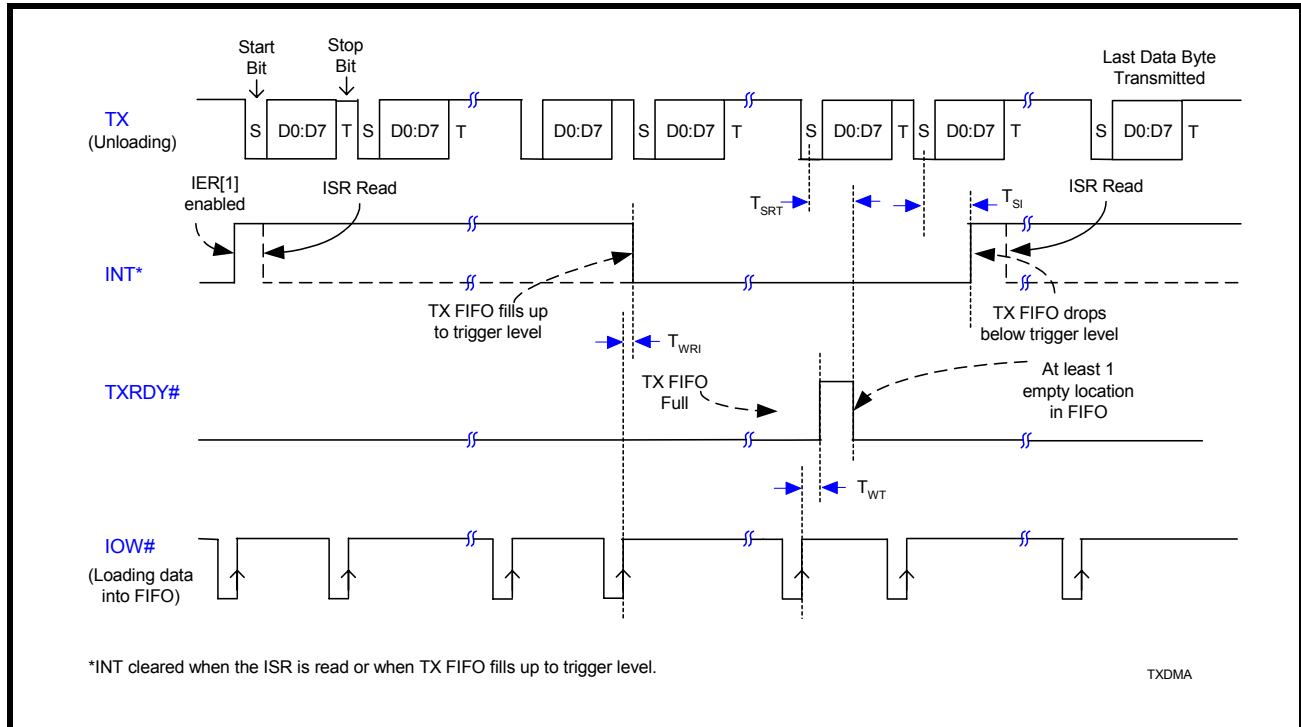 Start
Bit
Stop
Bit
Last Data Byte
Transmitted
TX
(Unloading)
S D0:D7 T S D0:D7 T D0:D7 S D0:D7 T S D0:D7 T S D0:D7 T S D0:D7 T
IER[1]
enabled
ISR Read
TSRT
TSI
ISR Read
INT*
TX FIFO fills up
to trigger level
TX FIFO drops
below trigger level
TWRI
TXRDY#
TX FIFO
Full
At least 1
empty location
in FIFO
TWT
IOW#
(Loading data
into FIFO)
*INT cleared when the ISR is read or when TX FIFO fills up to trigger level.
TXDMA